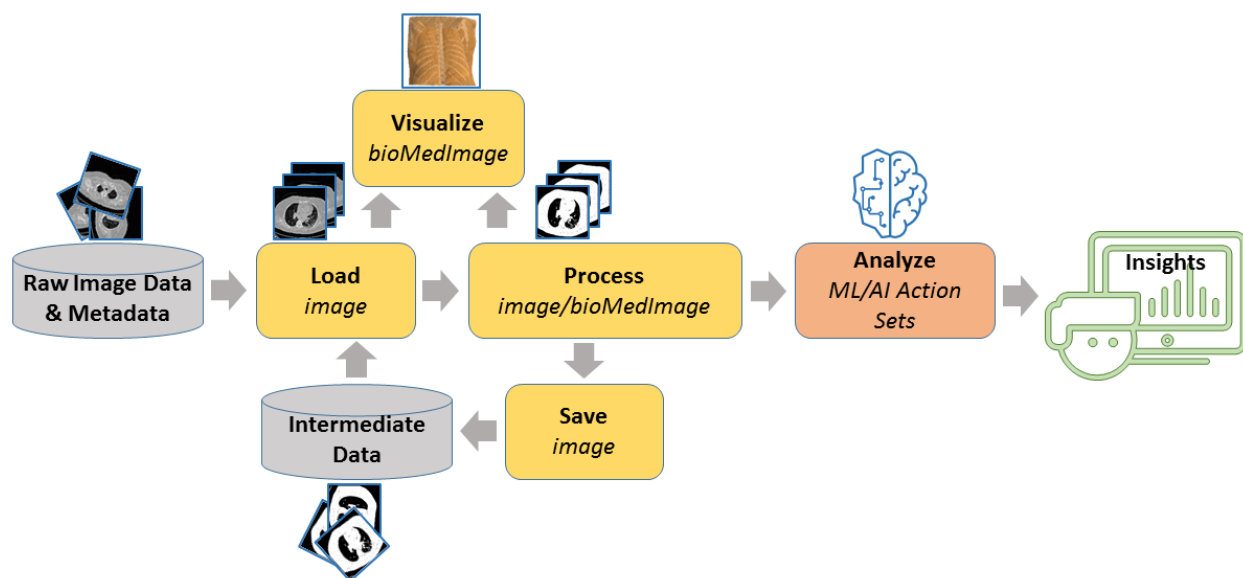 Visualize
bioMedImage
Raw Image Data
& Metadata
Load
image
Process
image/bioMedImage
Analyze
ML/AI Action
Sets
Insights
Intermediate
Data
Save
image